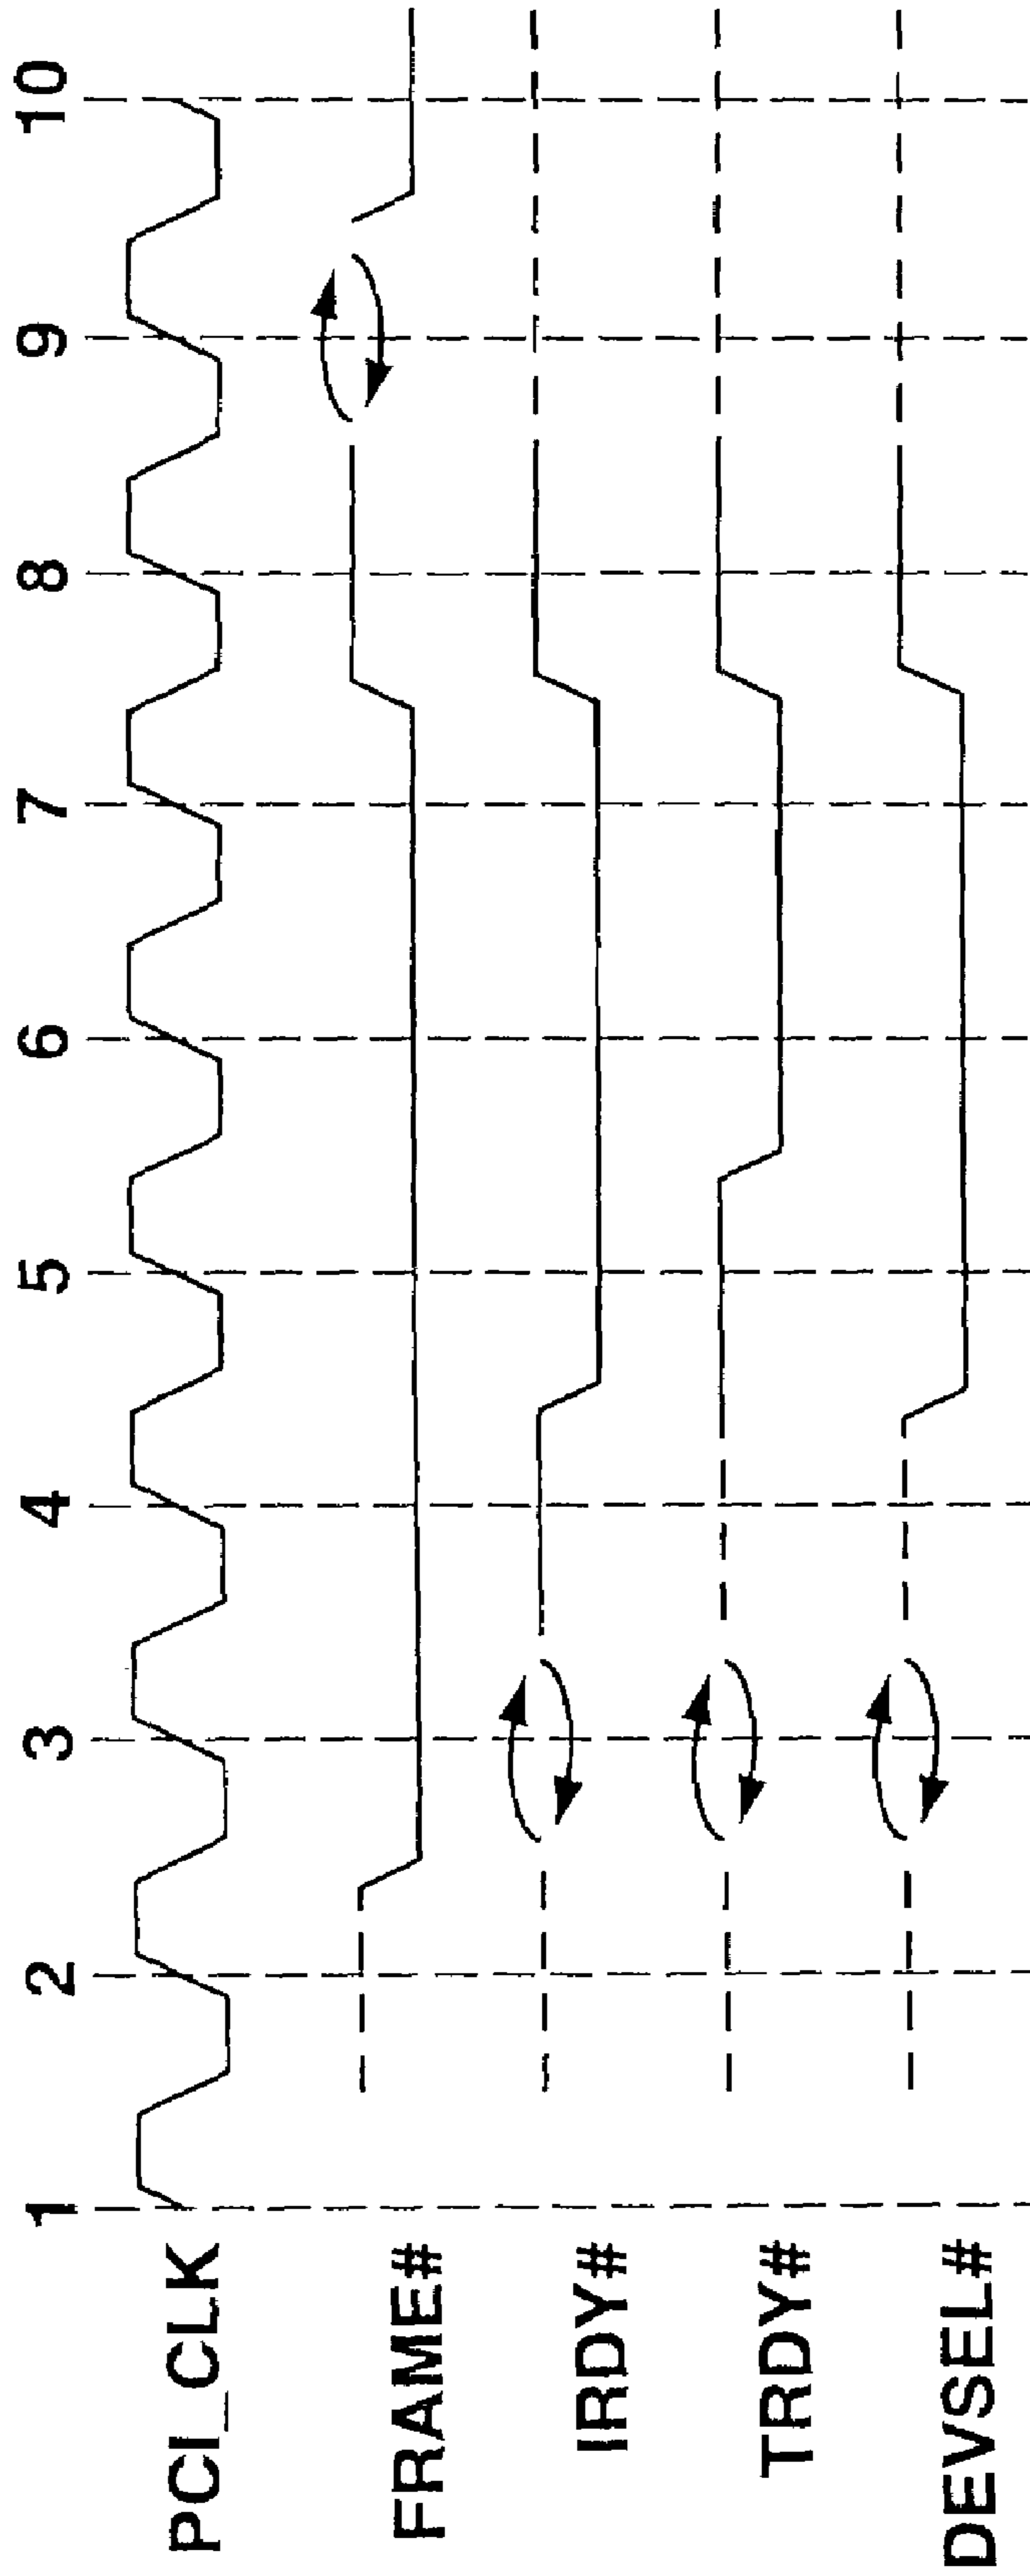 1 2 3 4 5 6 7 8 9 10
PCI_CLK
FRAME#
IRDY#
TRDY#
DEVSEL#